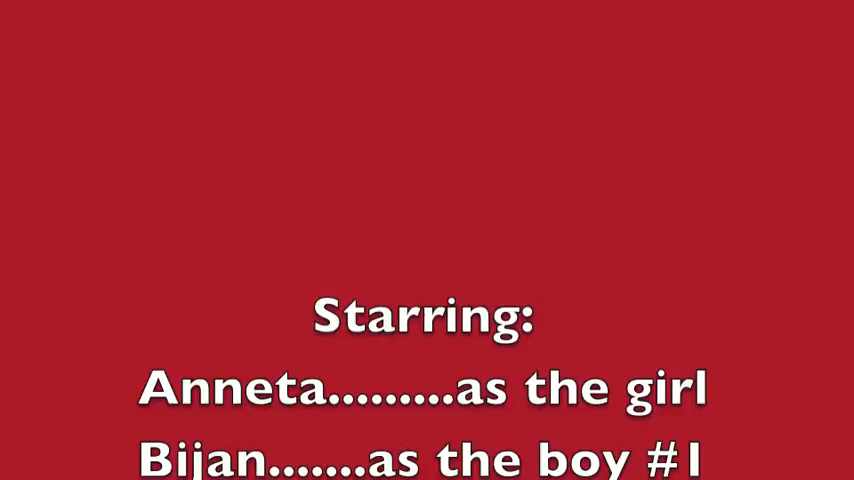 Starring:
Anneta.........as the girl
Bijan.......as the boy #1